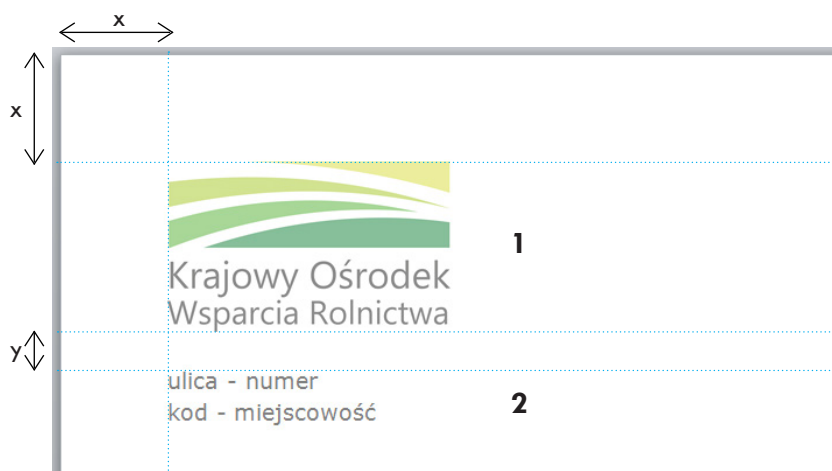 x
x
1
Krajowy Ośrodek
Wsparcia Rolnictwa
y
ulica - numer
kod - miejscowość
2